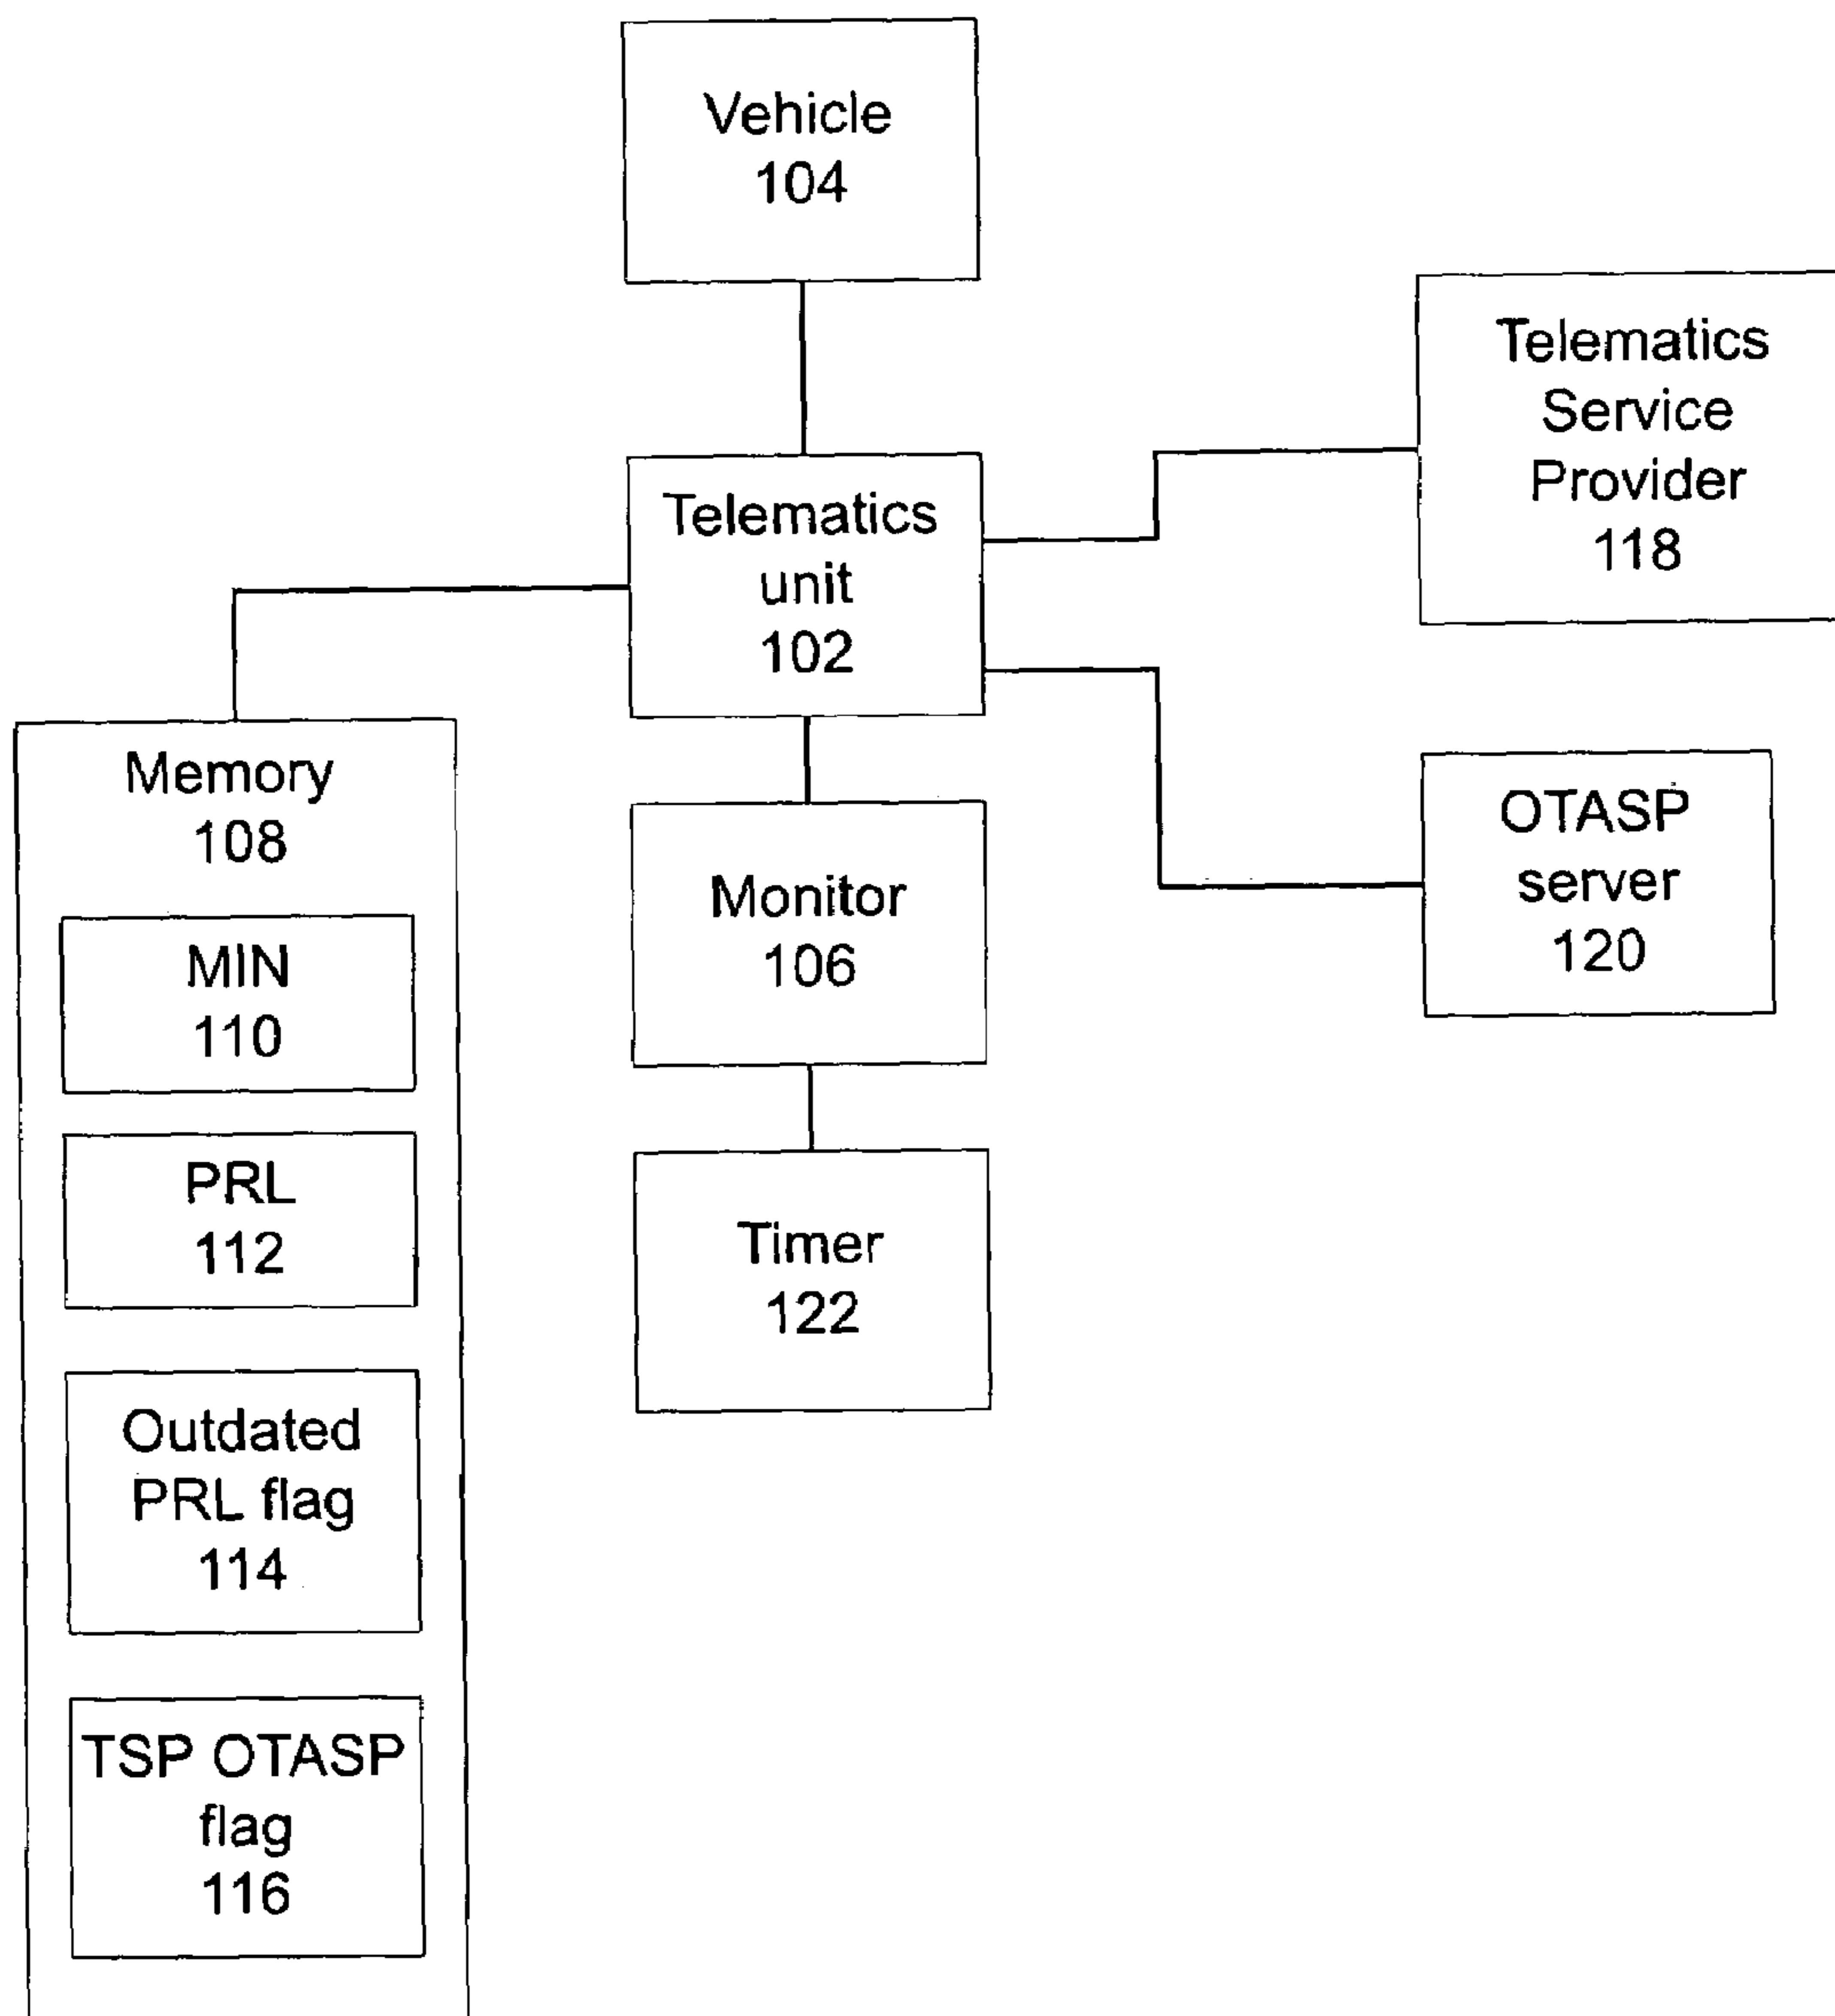 Vehicle
104
Telematics
Service
Provider
118
Telematics
unit
102
Memory
108
MIN
110
PRL
112
Outdated
PRL flag
114
TSP OTASP
flag
116
Monitor
106
Timer
122
OTASP
server
120